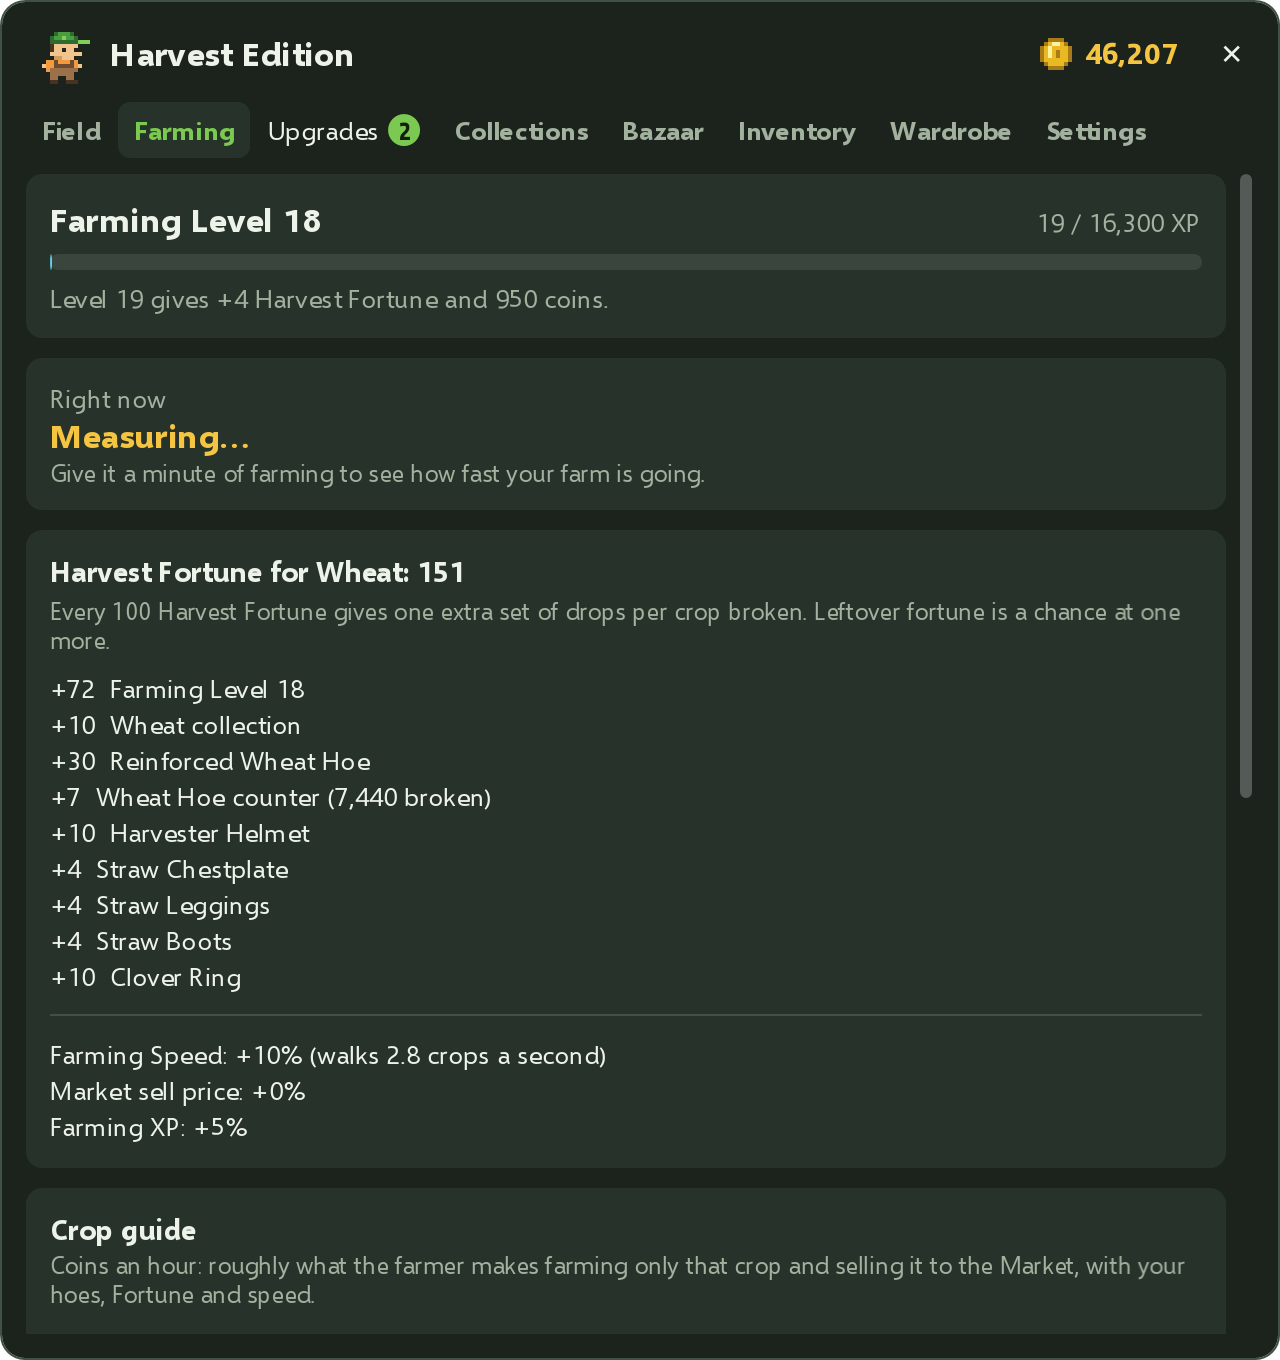 Harvest Edition
46,207
×
Field Farming Upgrades 2 Collections Bazaar Inventory Wardrobe Settings
Farming Level 18
19 / 16,300 XP
Level 19 gives +4 Harvest Fortune and 950 coins.
Right now
Measuring...
Give it a minute of farming to see how fast your farm is going.
Harvest Fortune for Wheat: 151
Every 100 Harvest Fortune gives one extra set of drops per crop broken. Leftover fortune is a chance at one
more.
+72 Farming Level 18
+10 Wheat collection
+30 Reinforced Wheat Hoe
+7 Wheat Hoe counter (7,440 broken)
+10 Harvester Helmet
+4 Straw Chestplate
+4 Straw Leggings
+4 Straw Boots
+10 Clover Ring
Farming Speed: +10% (walks 2.8 crops a second)
Market sell price: +0%
Farming XP: +5%
Crop guide
Coins an hour: roughly what the farmer makes farming only that crop and selling it to the Market, with your
hoes, Fortune and speed.